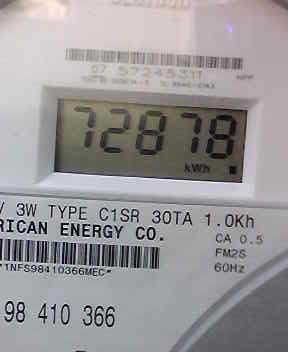 07 57245311
72878
kWh
V 3W TYPE C1SR 30TA 1.0Kh
RICAN ENERGY CO.
CA 0.5
FM2S
60Hz
*1NFS98410366MEC*
98 410 366